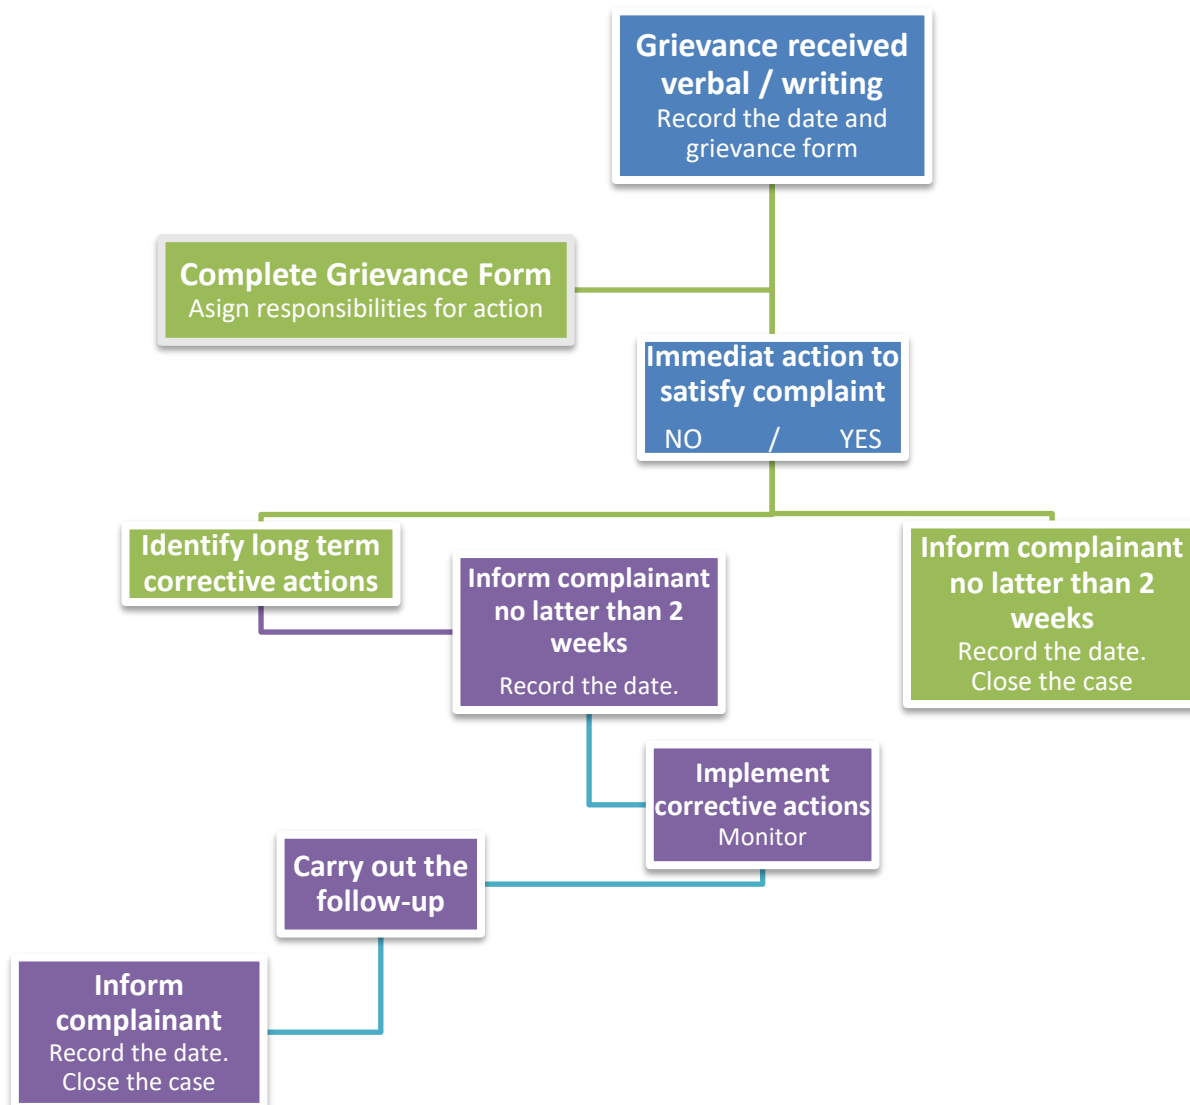 Grievance received
verbal / writing
Record the date and
grievance form
Complete Grievance Form
Asign responsibilities for action
Immediat action to
satisfy complaint
NO / YES
Identify long term
corrective actions
Inform complainant
no latter than 2
weeks
Record the date.
Inform complainant
no latter than 2
weeks
Record the date.
Close the case
Implement
corrective actions
Monitor
Carry out the
follow-up
Inform
complainant
Record the date.
Close the case